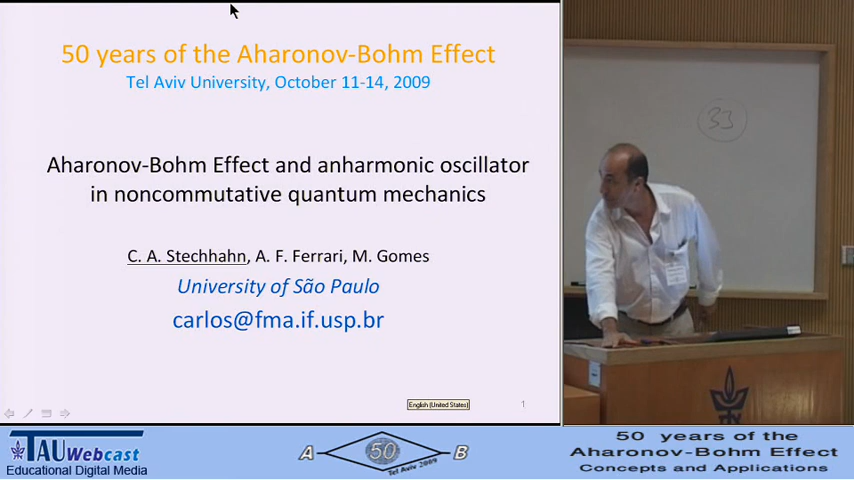 50 years of the Aharonov-Bohm Effect
Tel Aviv University, October 11-14, 2009
Aharonov-Bohm Effect and anharmonic oscillator
in noncommutative quantum mechanics
C. A. Stechhahn, A. F. Ferrari, M. Gomes
University of São Paulo
carlos@fma.if.usp.br
English (United States)
1
33
TAUWebcast
Educational Digital Media
A 50 B
Tel Aviv 2009
50 years of the
Aharonov-Bohm Effect
Concepts and Applications